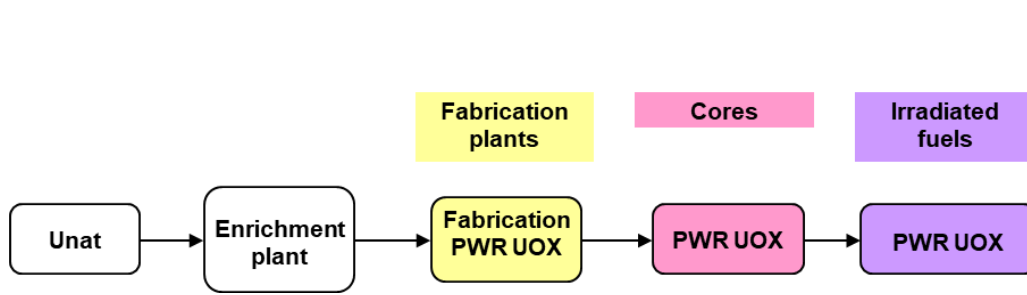 Fabrication
plants
Cores
Irradiated
fuels
Unat
Enrichment
plant
Fabrication
PWR UOX
PWR UOX
PWR UOX